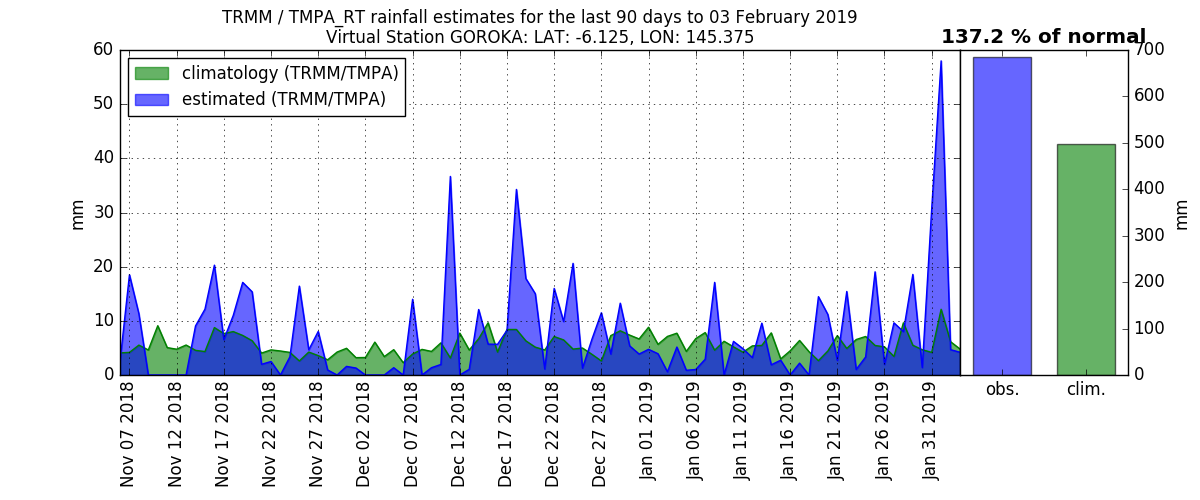 TRMM / TMPA_RT rainfall estimates for the last 90 days to 03 February 2019
Virtual Station GOROKA: LAT: -6.125, LON: 145.375
137.2 % of normal
climatology (TRMM/TMPA)
estimated (TRMM/TMPA)
mm
60
50
40
30
20
10
0
Nov 07 2018
Nov 12 2018
Nov 17 2018
Nov 22 2018
Nov 27 2018
Dec 02 2018
Dec 07 2018
Dec 12 2018
Dec 17 2018
Dec 22 2018
Dec 27 2018
Jan 01 2019
Jan 06 2019
Jan 11 2019
Jan 16 2019
Jan 21 2019
Jan 26 2019
Jan 31 2019
obs.
clim.
700
600
500
400
300
200
100
0
mm